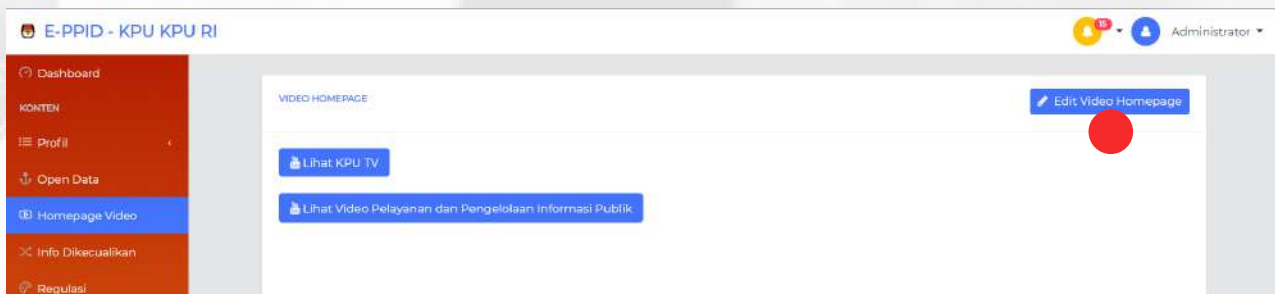 E-PPID - KPU KPU RI
15
Administrator
Dashboard
KONTEN
Profil
Open Data
Homepage Video
Info Dikecualikan
Regulasi
VIDEO HOMEPAGE
Edit Video Homepage
Lihat KPU TV
Lihat Video Pelayanan dan Pengelolaan Informasi Publik